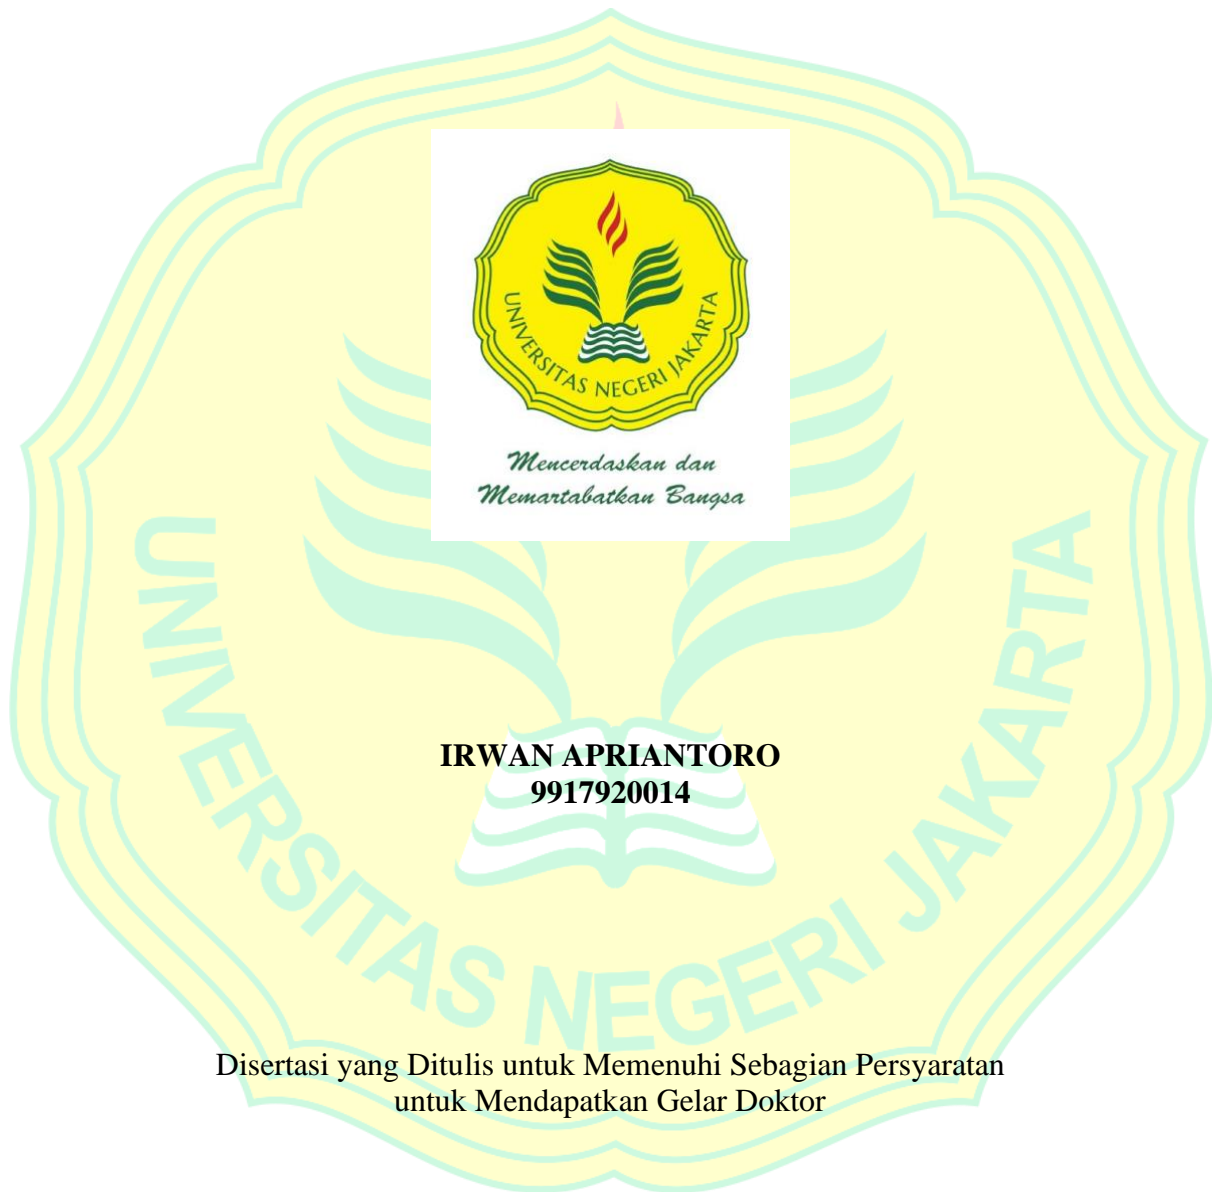 UNIVERSITAS NEGERI JAKARTA
Mencerdaskan dan
Memartabatkan Bangsa
UNIVERSITAS NEGERI JAKARTA
IRWAN APRIANTORO
9917920014
Disertasi yang Ditulis untuk Memenuhi Sebagian Persyaratan
untuk Mendapatkan Gelar Doktor